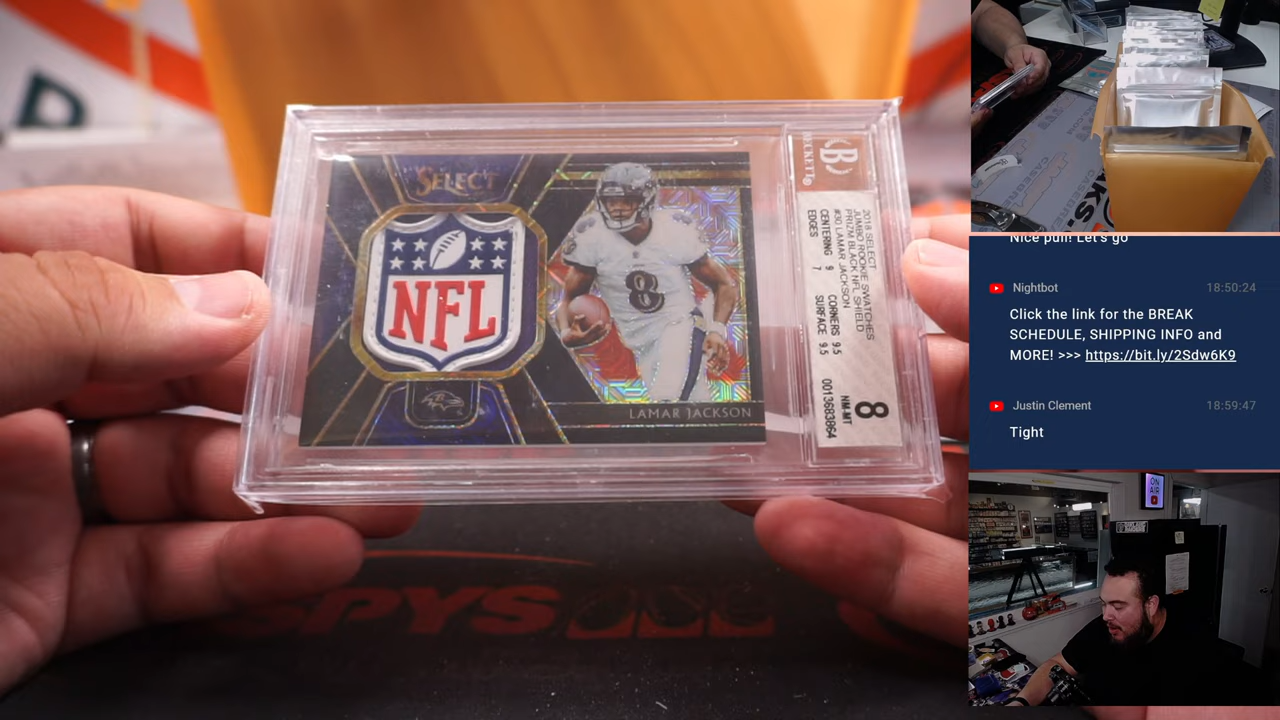 SELECT
NFL
8
LAMAR JACKSON
BECKETT
B
2018 SELECT
JUMBO ROOKIE SWATCHES
PRIZM BLACK NFL SHIELD
#30 LAMAR JACKSON
CENTERING 9 CORNERS 9.5
EDGES 7 SURFACE 9.5
8
NM-MT
0013683864
Nice pull! Let's go
Nightbot 18:50:24
Click the link for the BREAK
SCHEDULE, SHIPPING INFO and
MORE! >>> https://bit.ly/2Sdw6K9
Justin Clement 18:59:47
Tight
ON
AIR